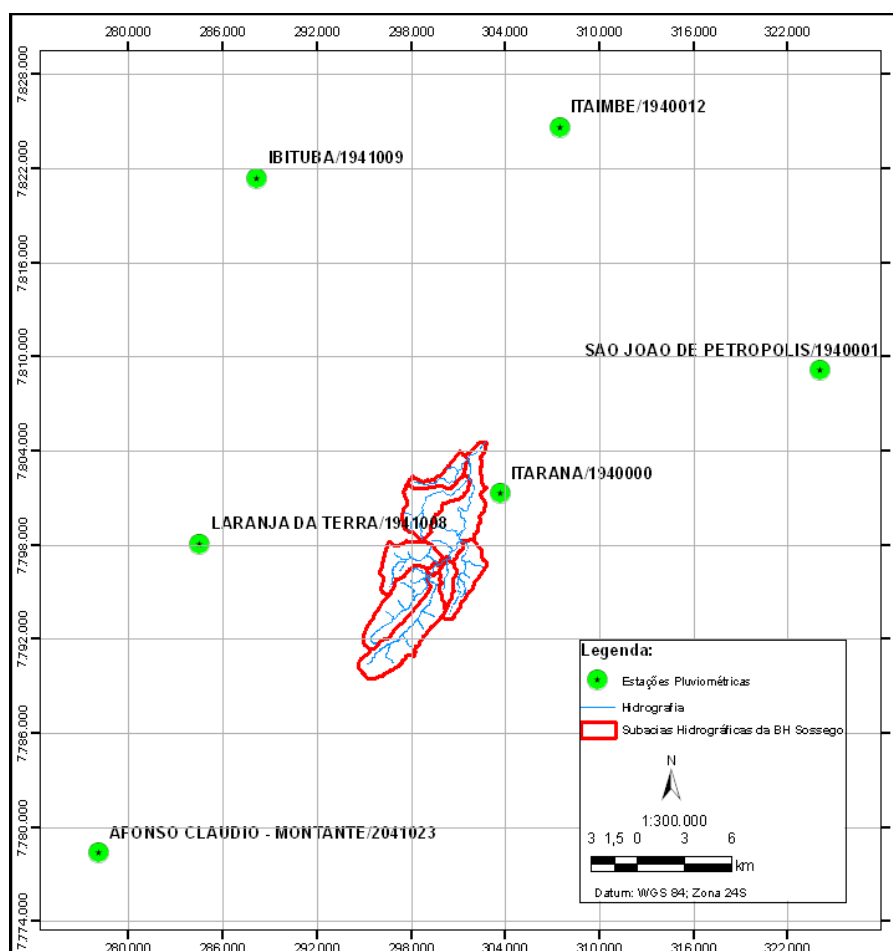 280.000 286.000 292.000 298.000 304.000 310.000 316.000 322.000
7.828.000
ITAIMBE/1940012
IBITUBA/1941009
7.822.000
7.816.000
7.810.000
SAO JOAO DE PETROPOLIS/1940001
7.804.000
ITARANA/1940000
LARANJA DA TERRA/1941008
7.798.000
7.792.000
Legenda:
Estações Pluviométricas
Hidrografia
Subacias Hidrográficas da BH Sossego
7.786.000
N
1:300.000
3 1,5 0 3 6
km
Datum: WGS 84; Zona 24S
7.780.000
AFONSO CLAUDIO - MONTANTE/2041023
7.774.000
280.000 286.000 292.000 298.000 304.000 310.000 316.000 322.000